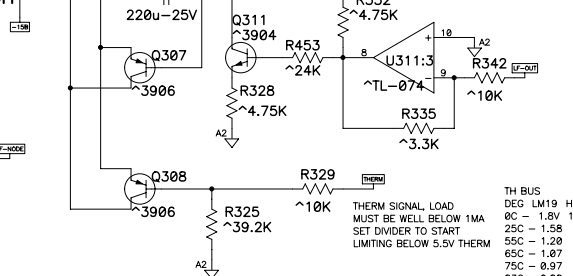 220u-25V
-15B
Q311
^3904
^4.75K
10
A2
Q307
R453
8
U311:3
R342
LF-OUT
^24K
9
^3906
^TL-074
^10K
R328
^4.75K
R335
A2
^3.3K
F-NODE
Q308
R329
THERM
^3906
^10K
R325
^39.2K
A2
THERM SIGNAL, LOAD
MUST BE WELL BELOW 1MA
SET DIVIDER TO START
LIMITING BELOW 5.5V THERM
TH BUS
DEG LM19 H
0C - 1.8V 1
25C - 1.58
55C - 1.20
65C - 1.07
75C - 0.97